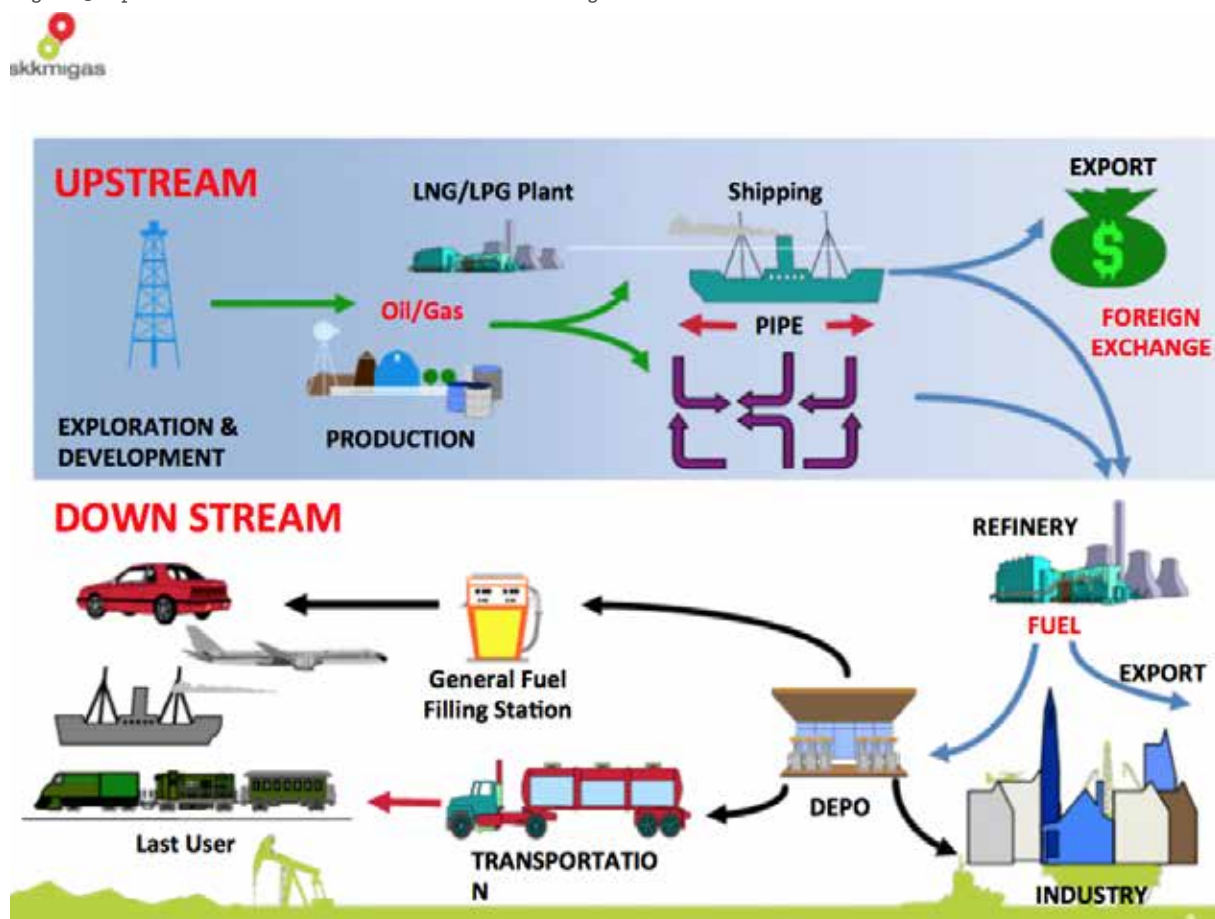 skkmigas
UPSTREAM
EXPORT
LNG/LPG Plant
Shipping
$
Oil/Gas
PIPE
FOREIGN
EXCHANGE
EXPLORATION &
DEVELOPMENT
PRODUCTION
DOWN STREAM
REFINERY
FUEL
EXPORT
General Fuel
Filling Station
DEPO
Last User
TRANSPORTATIO
N
INDUSTRY